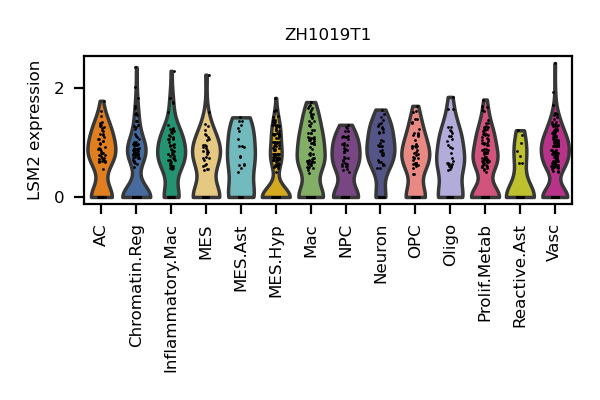 ZH1019T1
LSM2 expression
2
0
AC
Chromatin.Reg
Inflammatory.Mac
MES
MES.Ast
MES.Hyp
Mac
NPC
Neuron
OPC
Oligo
Prolif.Metab
Reactive.Ast
Vasc